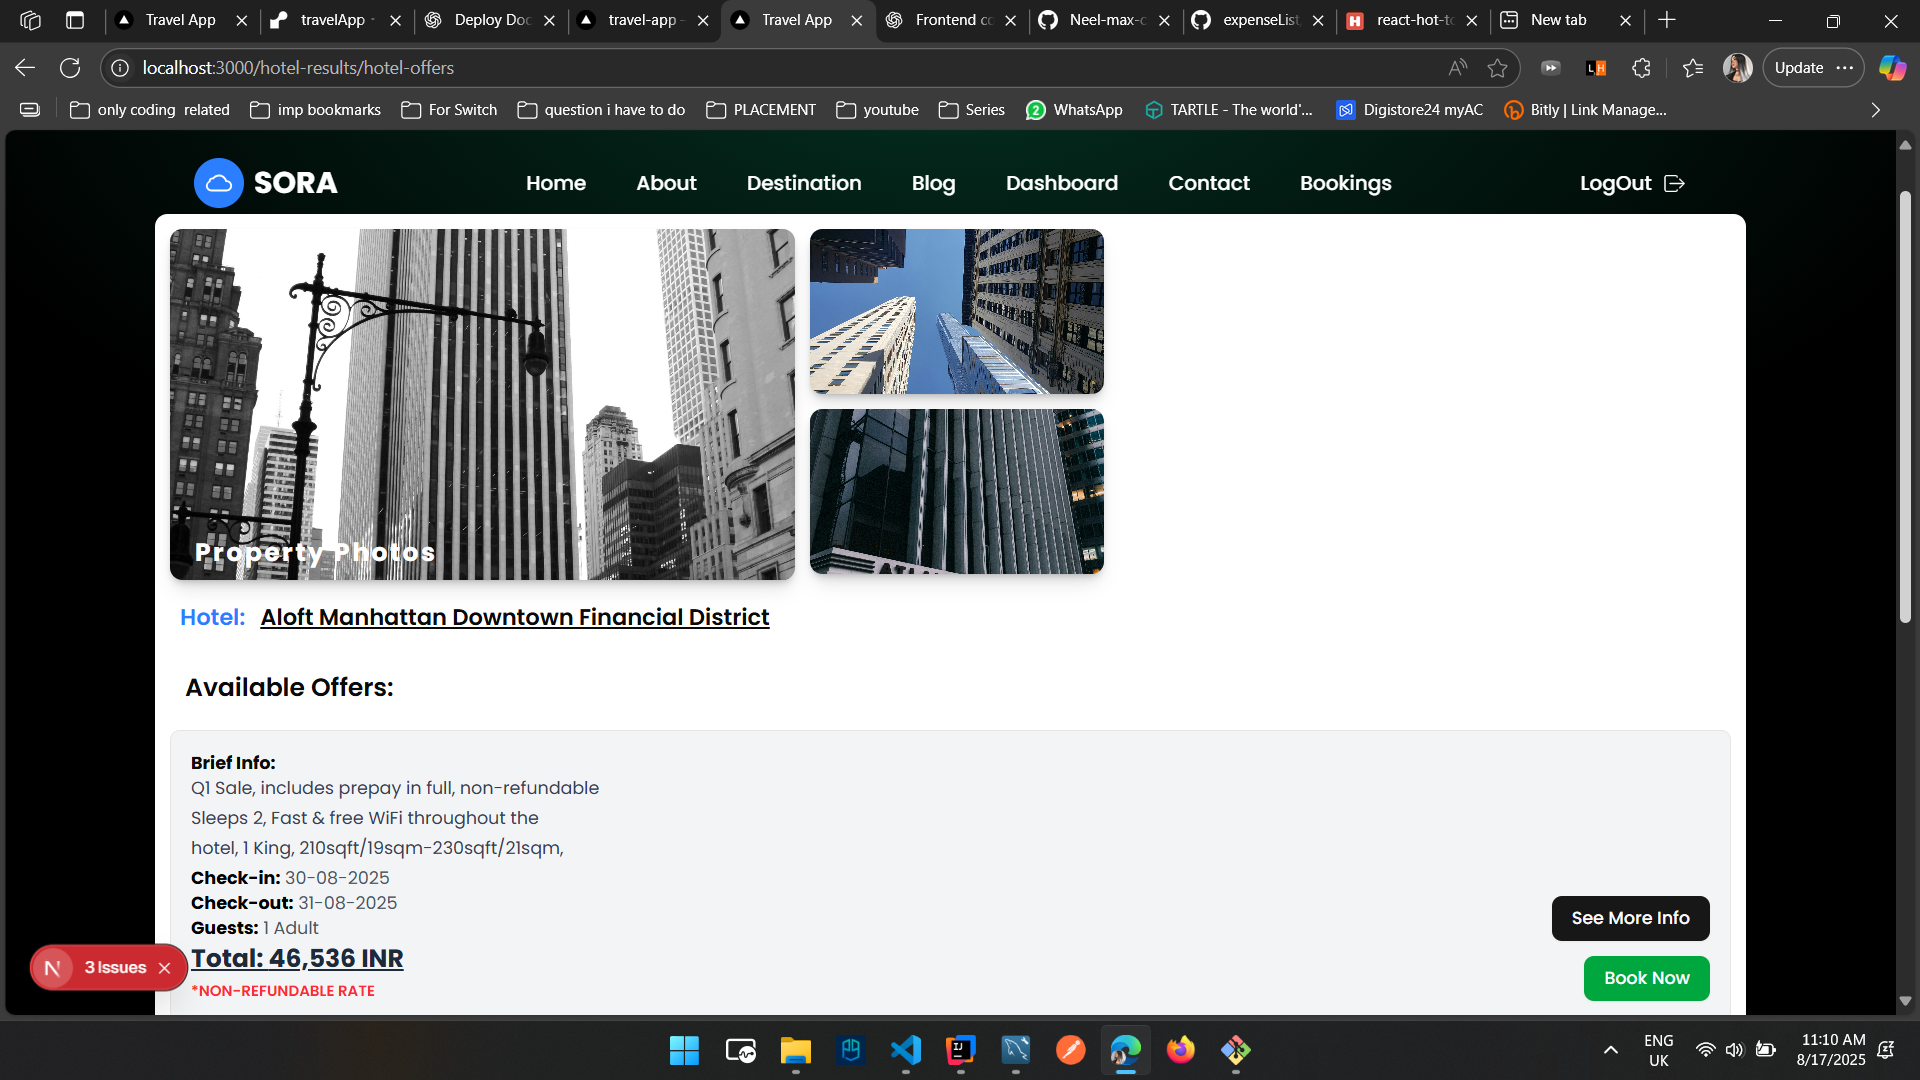 Travel App
travelApp
Deploy Doc
travel-app
Travel App
Frontend co
Neel-max-c
expenseList
react-hot-to
New tab
localhost:3000/hotel-results/hotel-offers
Update
only coding related
imp bookmarks
For Switch
question i have to do
PLACEMENT
youtube
Series
2
WhatsApp
TARTLE - The world'...
Digistore24 myAC
Bitly | Link Manage...
SORA
Home
About
Destination
Blog
Dashboard
Contact
Bookings
LogOut
Property Photos
Hotel: Aloft Manhattan Downtown Financial District
Available Offers:
Brief Info:
Q1 Sale, includes prepay in full, non-refundable
Sleeps 2, Fast & free WiFi throughout the
hotel, 1 King, 210sqft/19sqm-230sqft/21sqm,
Check-in: 30-08-2025
Check-out: 31-08-2025
Guests: 1 Adult
Total: 46,536 INR
*NON-REFUNDABLE RATE
See More Info
Book Now
N
3 Issues
ENG
UK
11:10 AM
8/17/2025